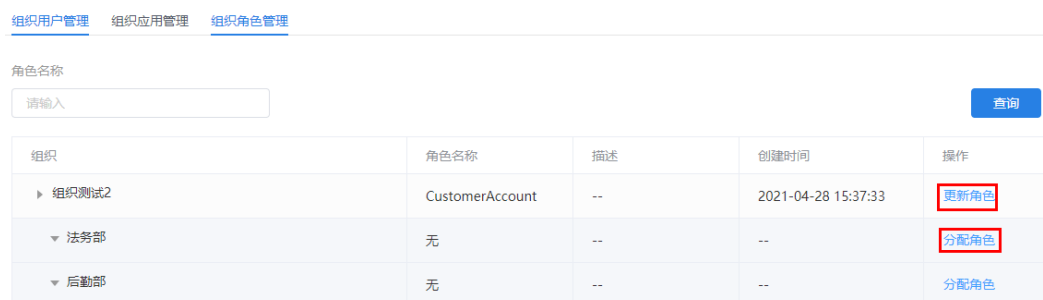 组织用户管理 组织应用管理 组织角色管理
角色名称
请输入 查询
组织 角色名称 描述 创建时间 操作
组织测试2 CustomerAccount -- 2021-04-28 15:37:33 更新角色
法务部 无 -- -- 分配角色
后勤部 无 -- -- 分配角色